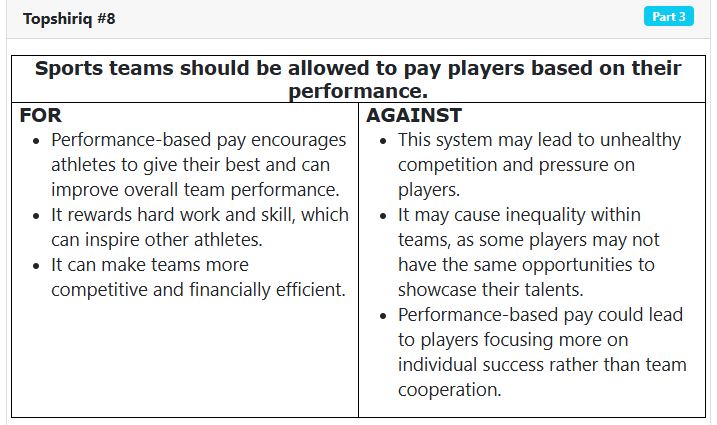 Topshiriq #8
Part 3
Sports teams should be allowed to pay players based on their
performance.
FOR
• Performance-based pay encourages
athletes to give their best and can
improve overall team performance.
• It rewards hard work and skill, which
can inspire other athletes.
• It can make teams more
competitive and financially efficient.
AGAINST
• This system may lead to unhealthy
competition and pressure on
players.
• It may cause inequality within
teams, as some players may not
have the same opportunities to
showcase their talents.
• Performance-based pay could lead
to players focusing more on
individual success rather than team
cooperation.